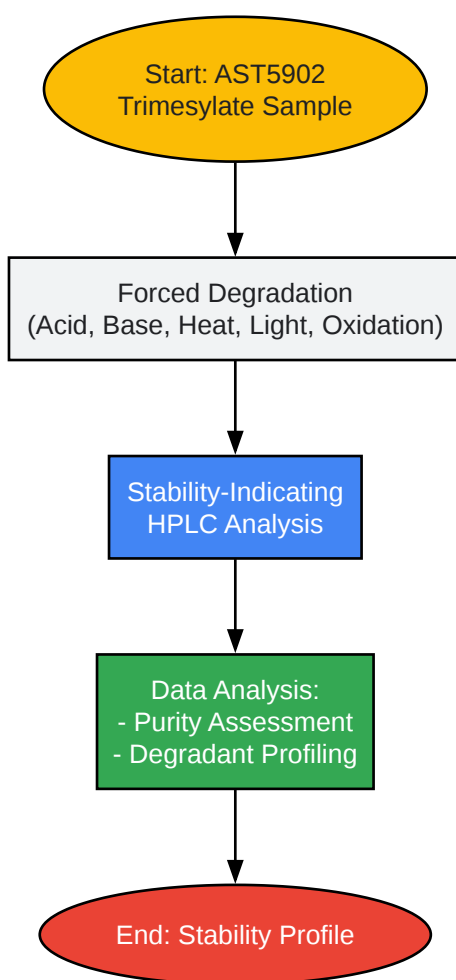 Start: AST5902
Trimesylate Sample
Forced Degradation
(Acid, Base, Heat, Light, Oxidation)
Stability-Indicating
HPLC Analysis
Data Analysis:
- Purity Assessment
- Degradant Profiling
End: Stability Profile